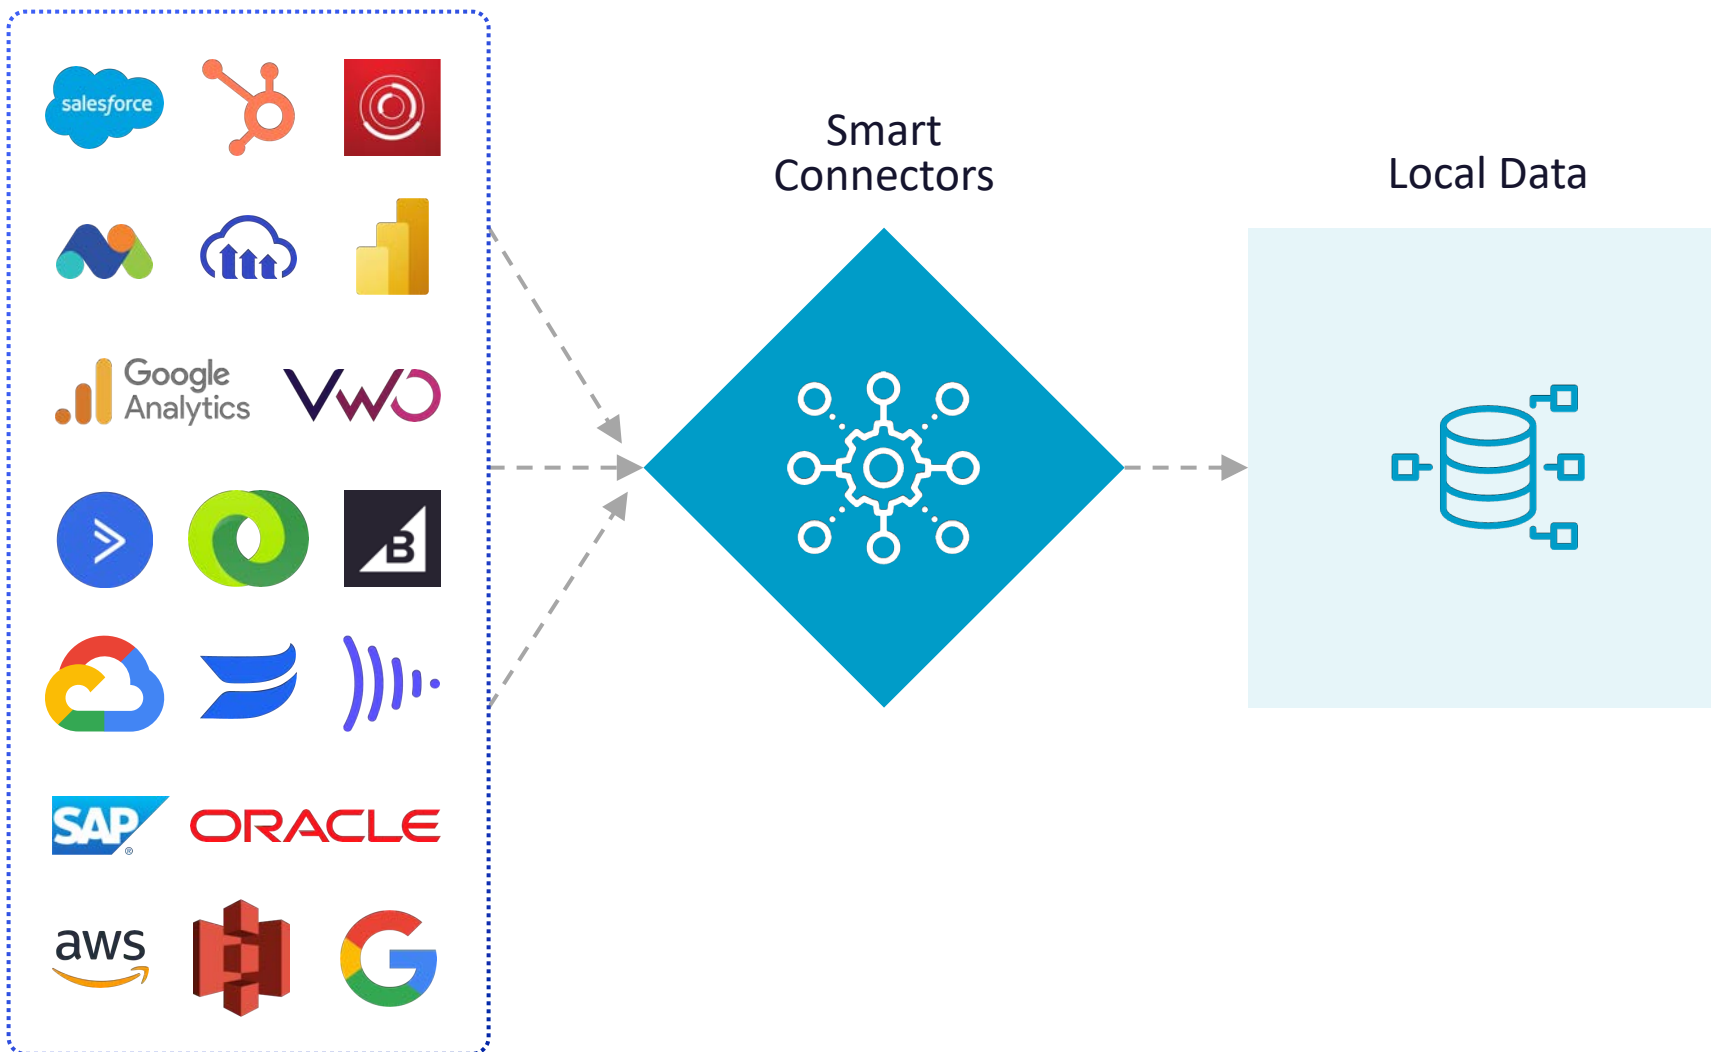 salesforce
Smart
Connectors
Local Data
Google
Analytics
VWO
B
SAP
®
ORACLE
aws
G